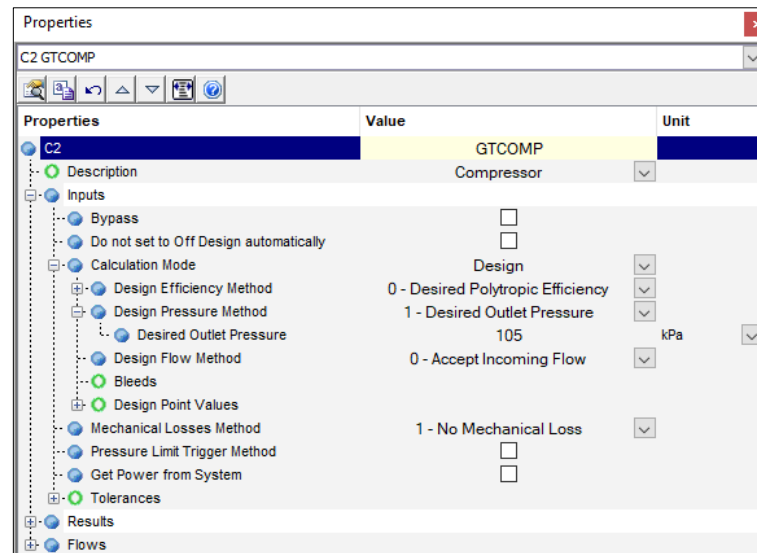 Properties
C2 GTCOMP
Properties Value Unit
C2 GTCOMP
Description Compressor
Inputs
Bypass
Do not set to Off Design automatically
Calculation Mode Design
Design Efficiency Method 0 - Desired Polytropic Efficiency
Design Pressure Method 1 - Desired Outlet Pressure
Desired Outlet Pressure 105 kPa
Design Flow Method 0 - Accept Incoming Flow
Bleeds
Design Point Values
Mechanical Losses Method 1 - No Mechanical Loss
Pressure Limit Trigger Method
Get Power from System
Tolerances
Results
Flows